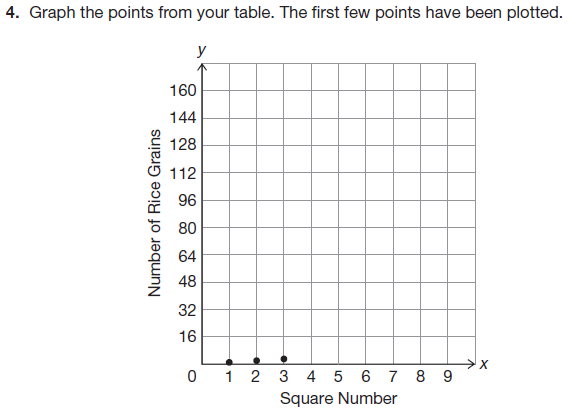 4. Graph the points from your table. The first few points have been plotted.
y
160
144
128
112
96
80
64
48
32
16
Number of Rice Grains
0 1 2 3 4 5 6 7 8 9 x
Square Number